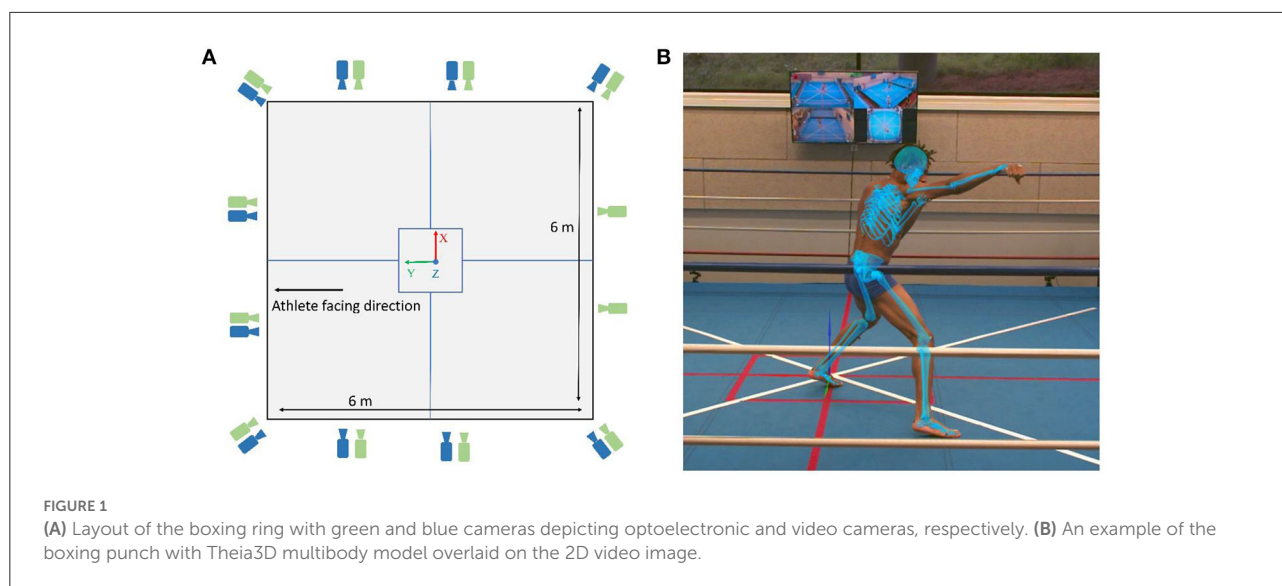 A
B
6 m
X
Y
Z
Athlete facing direction
6 m
FIGURE 1
(A) Layout of the boxing ring with green and blue cameras depicting optoelectronic and video cameras, respectively. (B) An example of the
boxing punch with Theia3D multibody model overlaid on the 2D video image.